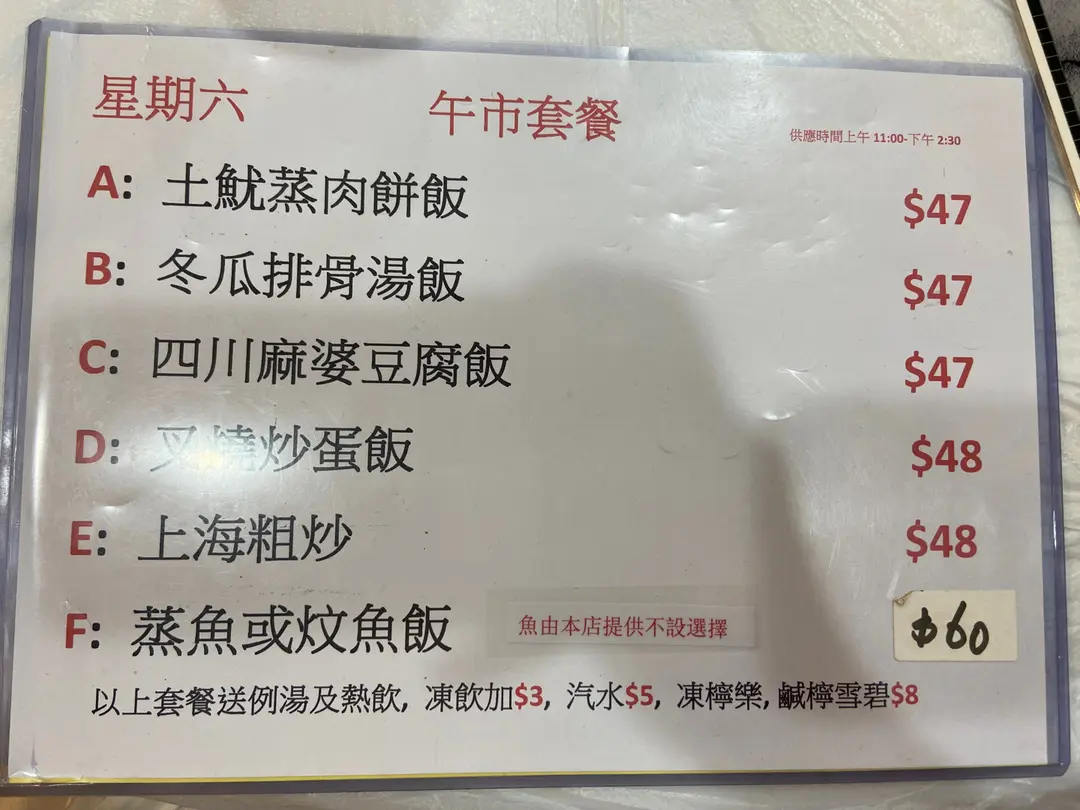 星期六 午市套餐 供應時間上午 11:00-下午 2:30
A: 土魷蒸肉餅飯 $47
B: 冬瓜排骨湯飯 $47
C: 四川麻婆豆腐飯 $47
D: 叉燒炒蛋飯 $48
E: 上海粗炒 $48
F: 蒸魚或炆魚飯 魚由本店提供不設選擇 $60
以上套餐送例湯及熱飲, 凍飲加$3, 汽水$5, 凍檸樂, 鹹檸雪碧$8